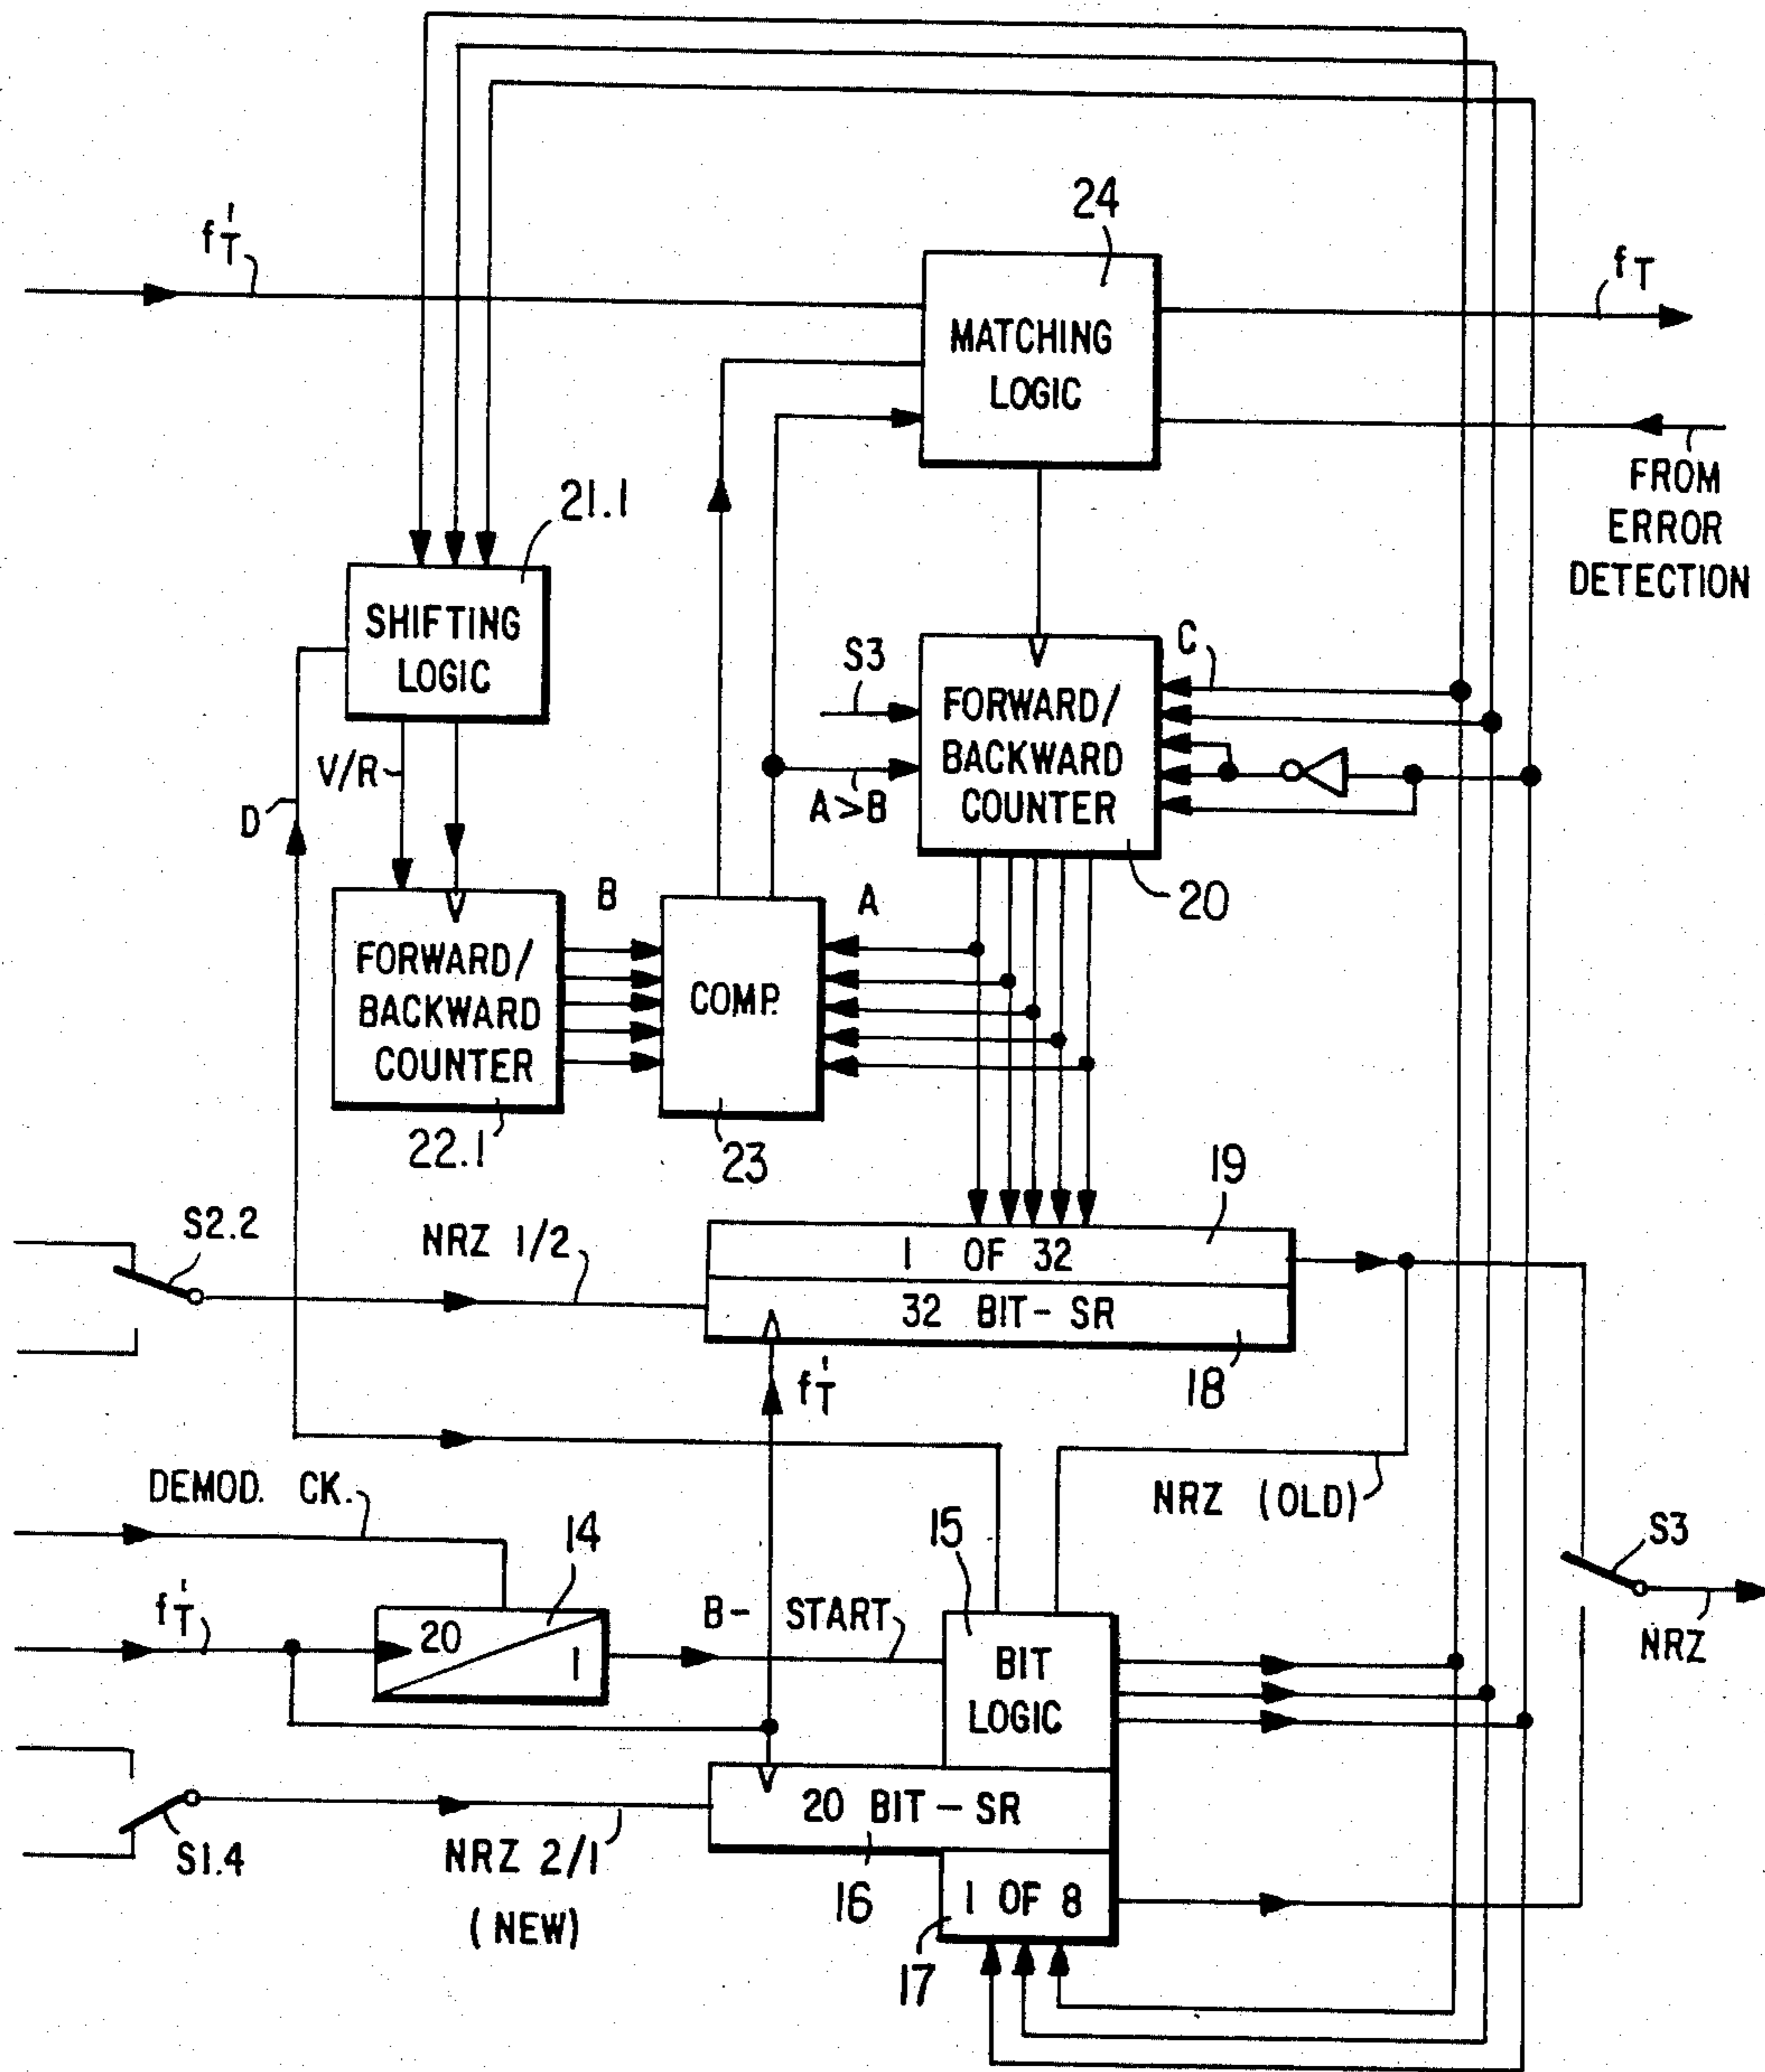 24
f'T
fT
MATCHING
LOGIC
FROM
ERROR
DETECTION
21.1
SHIFTING
LOGIC
S3
C
FORWARD/
BACKWARD
COUNTER
V/R
D
A>B
20
B
A
FORWARD/
BACKWARD
COUNTER
COMP.
22.1
23
19
S2.2
NRZ 1/2
1 OF 32
32 BIT-SR
18
f'T
DEMOD. CK.
NRZ (OLD)
14
15
S3
f'T
20
1
B- START
BIT
LOGIC
NRZ
20 BIT-SR
S1.4
NRZ 2/1
(NEW)
16
1 OF 8
17